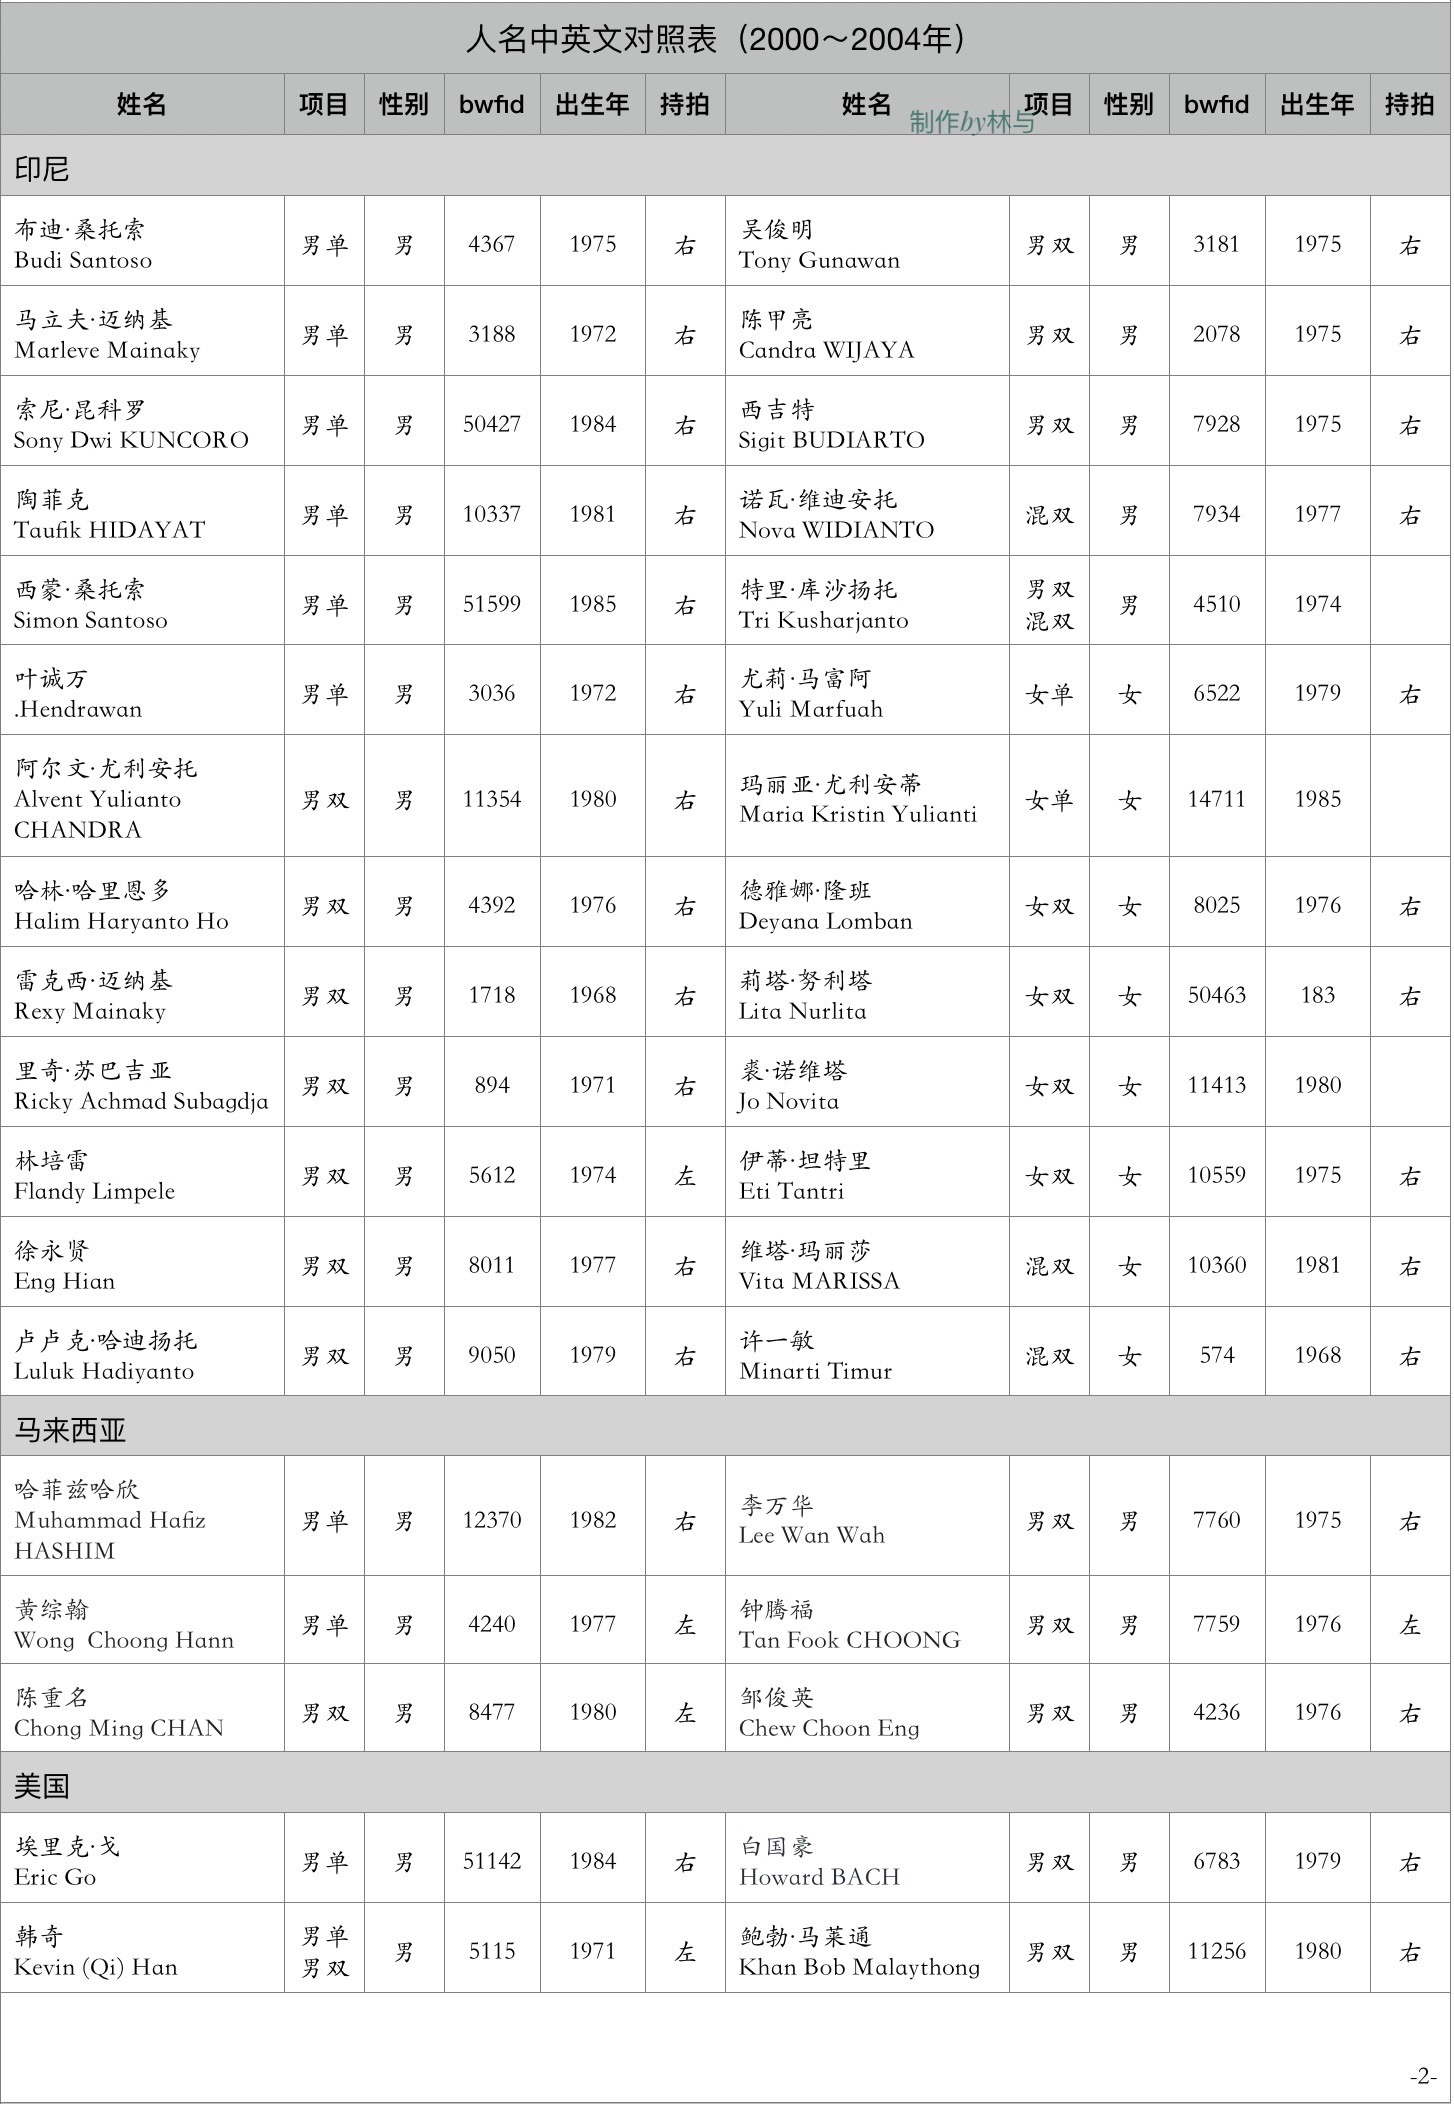 人名中英文对照表（2000～2004年）
姓名 项目 性别 bwfid 出生年 持拍 姓名 项目 性别 bwfid 出生年 持拍
制作by林与
印尼
布迪·桑托索
Budi Santoso
男单 男 4367 1975 右
吴俊明
Tony Gunawan
男双 男 3181 1975 右
马立夫·迈纳基
Marleve Mainaky
男单 男 3188 1972 右
陈甲亮
Candra WIJAYA
男双 男 2078 1975 右
索尼·昆科罗
Sony Dwi KUNCORO
男单 男 50427 1984 右
西吉特
Sigit BUDIARTO
男双 男 7928 1975 右
陶菲克
Taufik HIDAYAT
男单 男 10337 1981 右
诺瓦·维迪安托
Nova WIDIANTO
混双 男 7934 1977 右
西蒙·桑托索
Simon Santoso
男单 男 51599 1985 右
特里·库沙扬托
Tri Kusharjanto
男双
混双
男 4510 1974
叶诚万
.Hendrawan
男单 男 3036 1972 右
尤莉·马富阿
Yuli Marfuah
女单 女 6522 1979 右
阿尔文·尤利安托
Alvent Yulianto
CHANDRA
男双 男 11354 1980 右
玛丽亚·尤利安蒂
Maria Kristin Yulianti
女单 女 14711 1985
哈林·哈里恩多
Halim Haryanto Ho
男双 男 4392 1976 右
德雅娜·隆班
Deyana Lomban
女双 女 8025 1976 右
雷克西·迈纳基
Rexy Mainaky
男双 男 1718 1968 右
莉塔·努利塔
Lita Nurlita
女双 女 50463 183 右
里奇·苏巴吉亚
Ricky Achmad Subagdja
男双 男 894 1971 右
裘·诺维塔
Jo Novita
女双 女 11413 1980
林培雷
Flandy Limpele
男双 男 5612 1974 左
伊蒂·坦特里
Eti Tantri
女双 女 10559 1975 右
徐永贤
Eng Hian
男双 男 8011 1977 右
维塔·玛丽莎
Vita MARISSA
混双 女 10360 1981 右
卢卢克·哈迪扬托
Luluk Hadiyanto
男双 男 9050 1979 右
许一敏
Minarti Timur
混双 女 574 1968 右
马来西亚
哈菲兹哈欣
Muhammad Hafiz
HASHIM
男单 男 12370 1982 右
李万华
Lee Wan Wah
男双 男 7760 1975 右
黄综翰
Wong Choong Hann
男单 男 4240 1977 左
钟腾福
Tan Fook CHOONG
男双 男 7759 1976 左
陈重名
Chong Ming CHAN
男双 男 8477 1980 左
邹俊英
Chew Choon Eng
男双 男 4236 1976 右
美国
埃里克·戈
Eric Go
男单 男 51142 1984 右
白国豪
Howard BACH
男双 男 6783 1979 右
韩奇
Kevin (Qi) Han
男单
男双
男 5115 1971 左
鲍勃·马莱通
Khan Bob Malaythong
男双 男 11256 1980 右
-2-